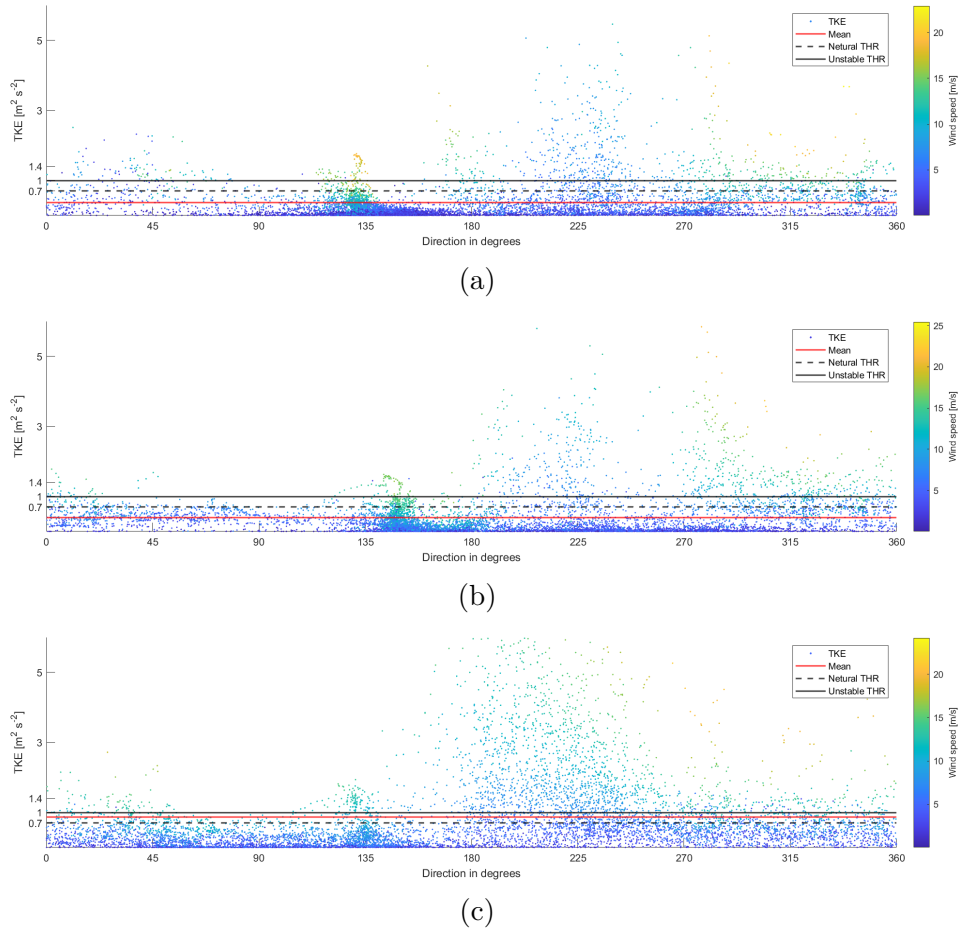 TKE
Mean
Netural THR
Unstable THR
5
3
1.4
1
0.7
TKE [m² s⁻²]
0 45 90 135 180 225 270 315 360
Direction in degrees
20
15
10
5
Wind speed [m/s]
(a)
TKE
Mean
Netural THR
Unstable THR
5
3
1.4
1
0.7
TKE [m² s⁻²]
0 45 90 135 180 225 270 315 360
Direction in degrees
25
20
15
10
5
Wind speed [m/s]
(b)
TKE
Mean
Netural THR
Unstable THR
5
3
1.4
1
0.7
TKE [m² s⁻²]
0 45 90 135 180 225 270 315 360
Direction in degrees
20
15
10
5
Wind speed [m/s]
(c)